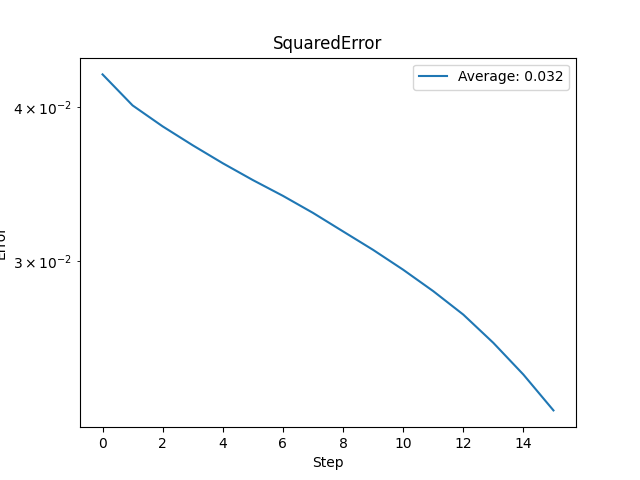 SquaredError
Average: 0.032
4 × 10⁻²
3 × 10⁻²
Error
0 2 4 6 8 10 12 14
Step